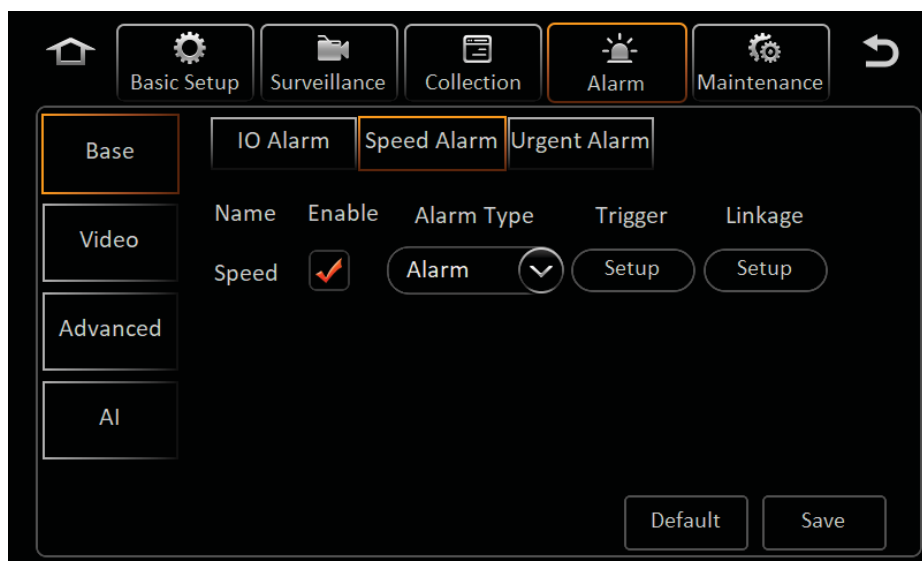 Basic Setup Surveillance Collection Alarm Maintenance
Base IO Alarm Speed Alarm Urgent Alarm
Name Enable Alarm Type Trigger Linkage
Video
Speed Alarm Setup Setup
Advanced
AI
Default Save